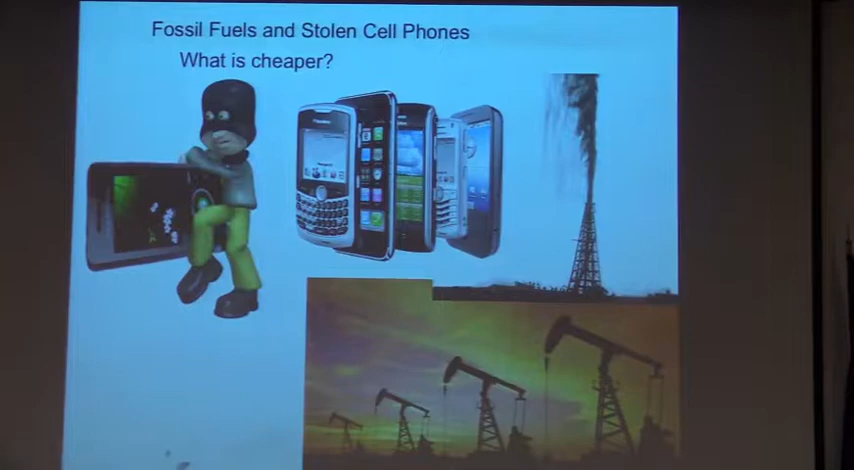 Fossil Fuels and Stolen Cell Phones
What is cheaper?